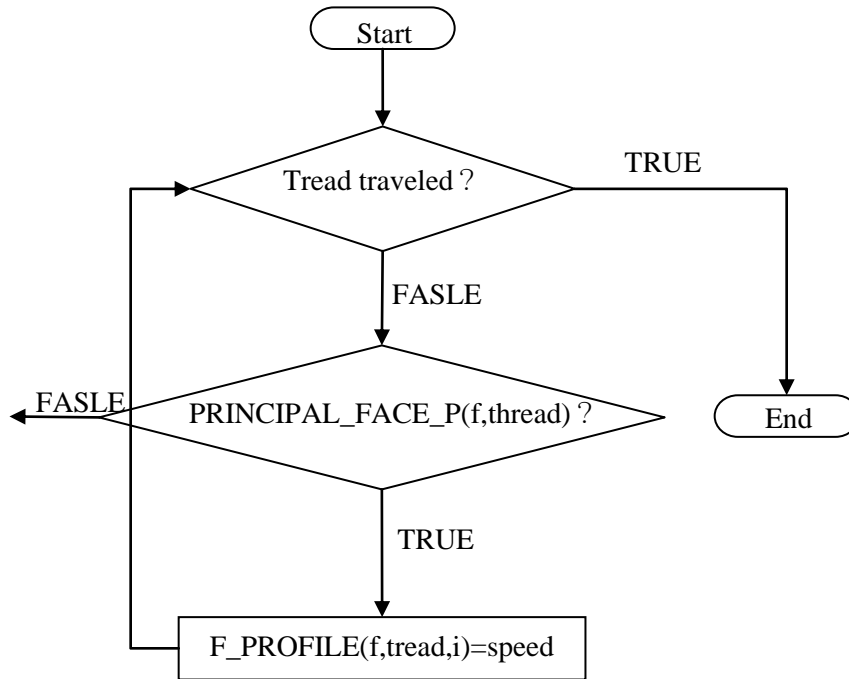 Start
Tread traveled？
TRUE
FASLE
FASLE
PRINCIPAL_FACE_P(f,thread)？
End
TRUE
F_PROFILE(f,tread,i)=speed